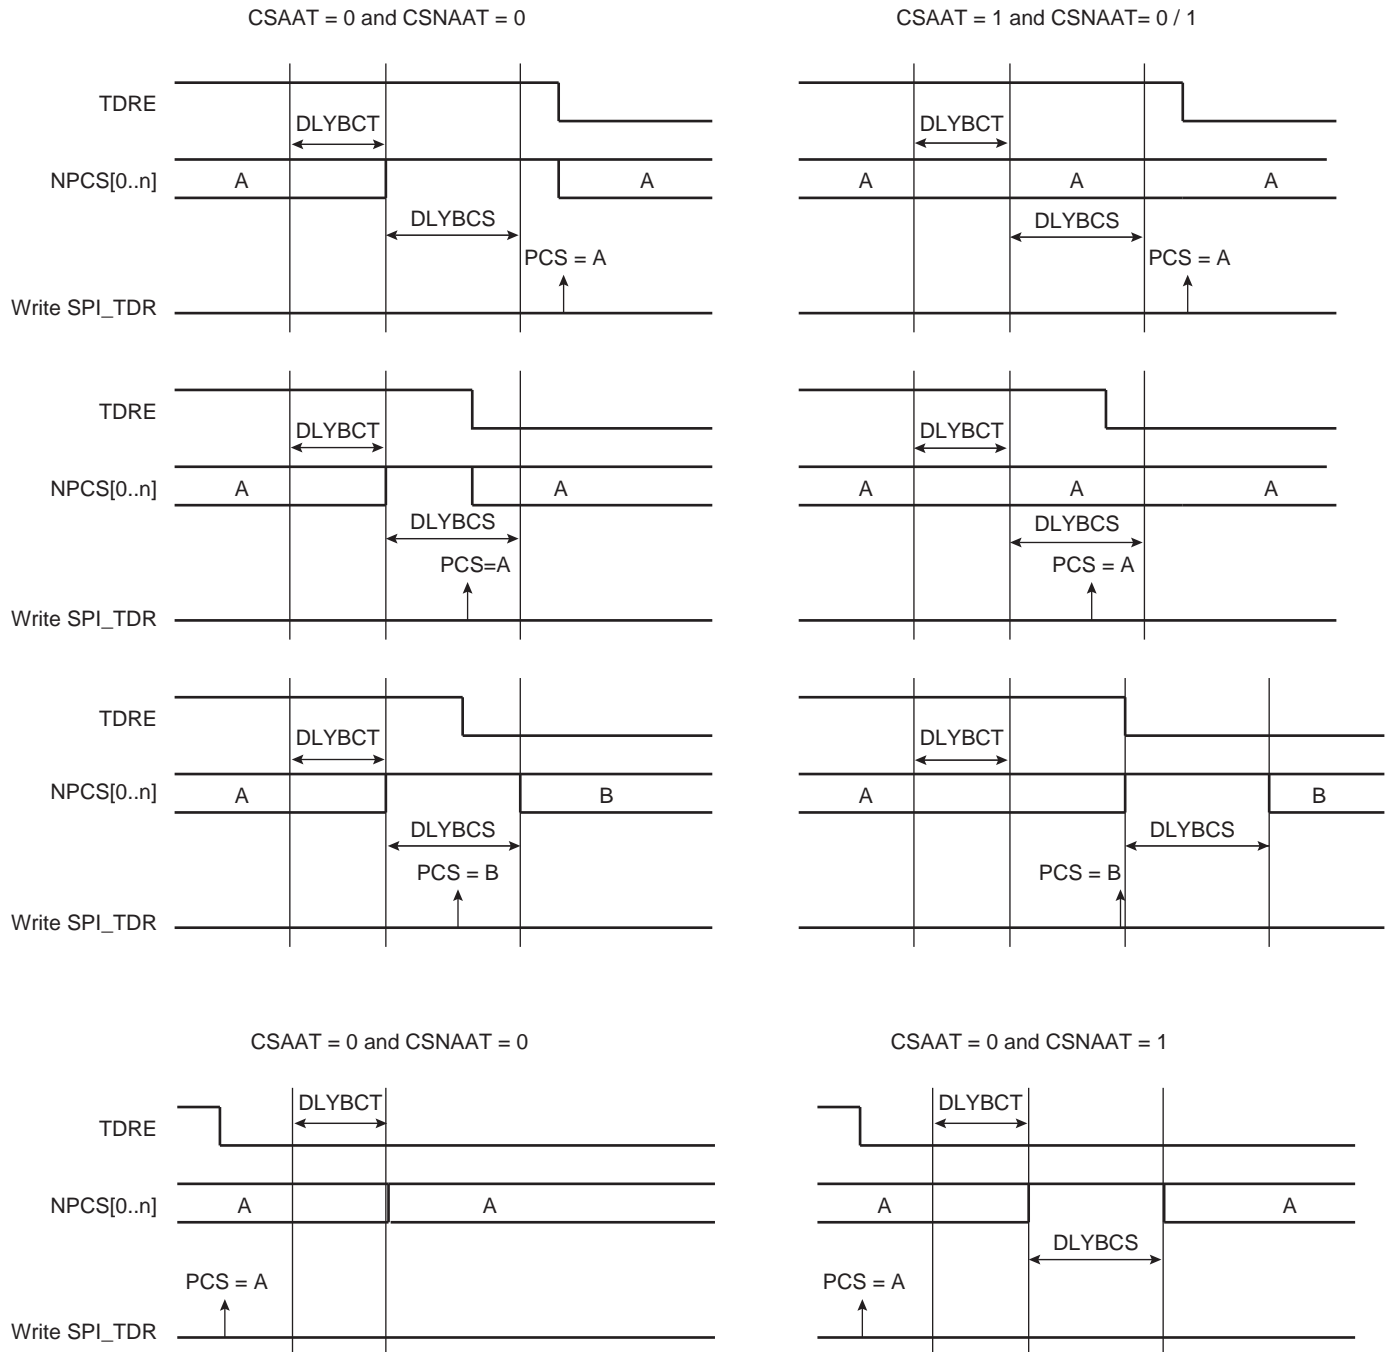 CSAAT = 0 and CSNAAT = 0
CSAAT = 1 and CSNAAT= 0 / 1
TDRE
DLYBCT
DLYBCT
NPCS[0..n]
A
A
A
A
A
DLYBCS
DLYBCS
PCS = A
PCS = A
Write SPI_TDR
TDRE
DLYBCT
DLYBCT
NPCS[0..n]
A
A
A
A
A
DLYBCS
DLYBCS
PCS=A
PCS = A
Write SPI_TDR
TDRE
DLYBCT
DLYBCT
NPCS[0..n]
A
B
A
B
DLYBCS
DLYBCS
PCS = B
PCS = B
Write SPI_TDR
CSAAT = 0 and CSNAAT = 0
CSAAT = 0 and CSNAAT = 1
DLYBCT
DLYBCT
TDRE
NPCS[0..n]
A
A
A
A
DLYBCS
PCS = A
PCS = A
Write SPI_TDR